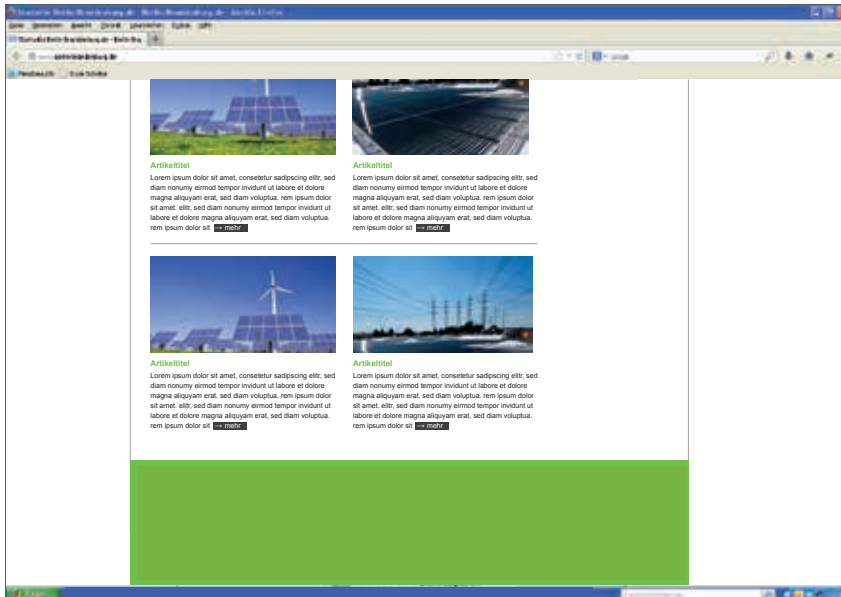 Artikeltitel
Lorem ipsum dolor sit amet, consetetur sadipscing elitr, sed
diam nonumy eirmod tempor invidunt ut labore et dolore
magna aliquyam erat, sed diam voluptua. rem ipsum dolor
sit amet. elitr, sed diam nonumy eirmod tempor invidunt ut
labore et dolore magna aliquyam erat, sed diam voluptua.
rem ipsum dolor sit → mehr
Artikeltitel
Lorem ipsum dolor sit amet, consetetur sadipscing elitr, sed
diam nonumy eirmod tempor invidunt ut labore et dolore
magna aliquyam erat, sed diam voluptua. rem ipsum dolor
sit amet. elitr, sed diam nonumy eirmod tempor invidunt ut
labore et dolore magna aliquyam erat, sed diam voluptua.
rem ipsum dolor sit → mehr
Artikeltitel
Lorem ipsum dolor sit amet, consetetur sadipscing elitr, sed
diam nonumy eirmod tempor invidunt ut labore et dolore
magna aliquyam erat, sed diam voluptua. rem ipsum dolor
sit amet. elitr, sed diam nonumy eirmod tempor invidunt ut
labore et dolore magna aliquyam erat, sed diam voluptua.
rem ipsum dolor sit → mehr
Artikeltitel
Lorem ipsum dolor sit amet, consetetur sadipscing elitr, sed
diam nonumy eirmod tempor invidunt ut labore et dolore
magna aliquyam erat, sed diam voluptua. rem ipsum dolor
sit amet. elitr, sed diam nonumy eirmod tempor invidunt ut
labore et dolore magna aliquyam erat, sed diam voluptua.
rem ipsum dolor sit → mehr